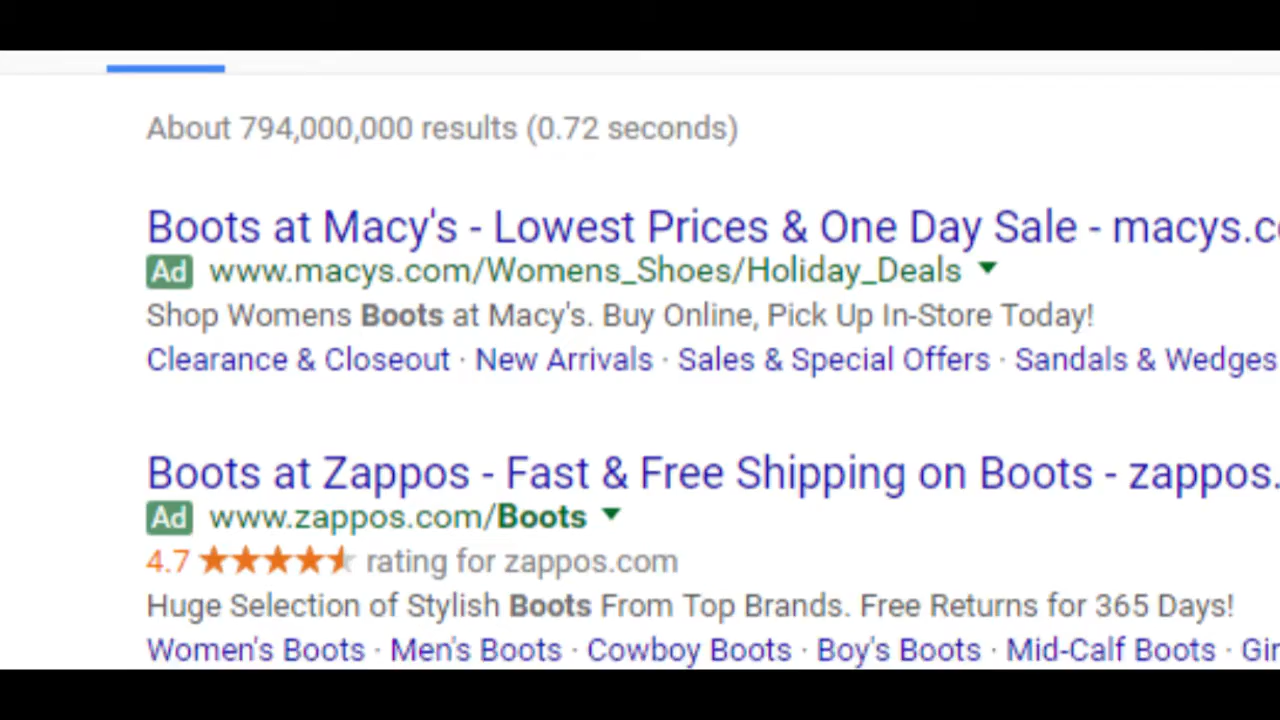 About 794,000,000 results (0.72 seconds)
Boots at Macy's - Lowest Prices & One Day Sale - macys.c
Ad www.macys.com/Womens_Shoes/Holiday_Deals
Shop Womens Boots at Macy's. Buy Online, Pick Up In-Store Today!
Clearance & Closeout · New Arrivals · Sales & Special Offers · Sandals & Wedges
Boots at Zappos - Fast & Free Shipping on Boots - zappos.
Ad www.zappos.com/Boots
4.7 rating for zappos.com
Huge Selection of Stylish Boots From Top Brands. Free Returns for 365 Days!
Women's Boots · Men's Boots · Cowboy Boots · Boy's Boots · Mid-Calf Boots ·